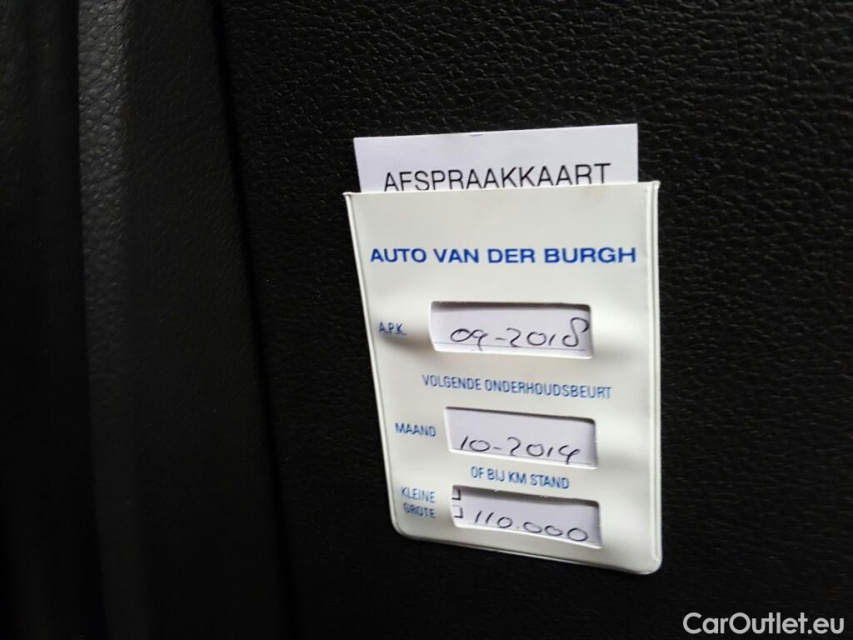 AFSPRAAKKAART
AUTO VAN DER BURGH
A.P.K. 09-2018
VOLGENDE ONDERHOUDSBEURT
MAAND 10-2014
OF BIJ KM STAND
KLEINE
GROTE 110.000
CarOutlet.eu